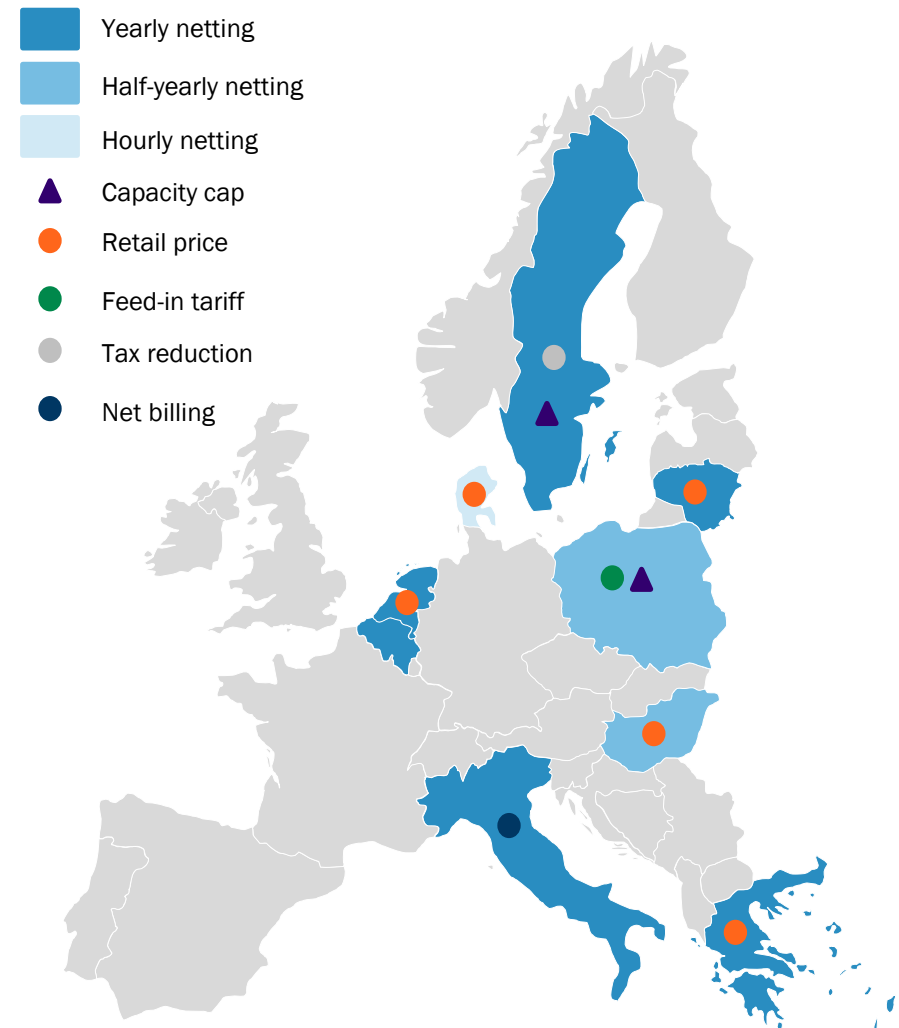 Yearly netting
Half-yearly netting
Hourly netting
Capacity cap
Retail price
Feed-in tariff
Tax reduction
Net billing